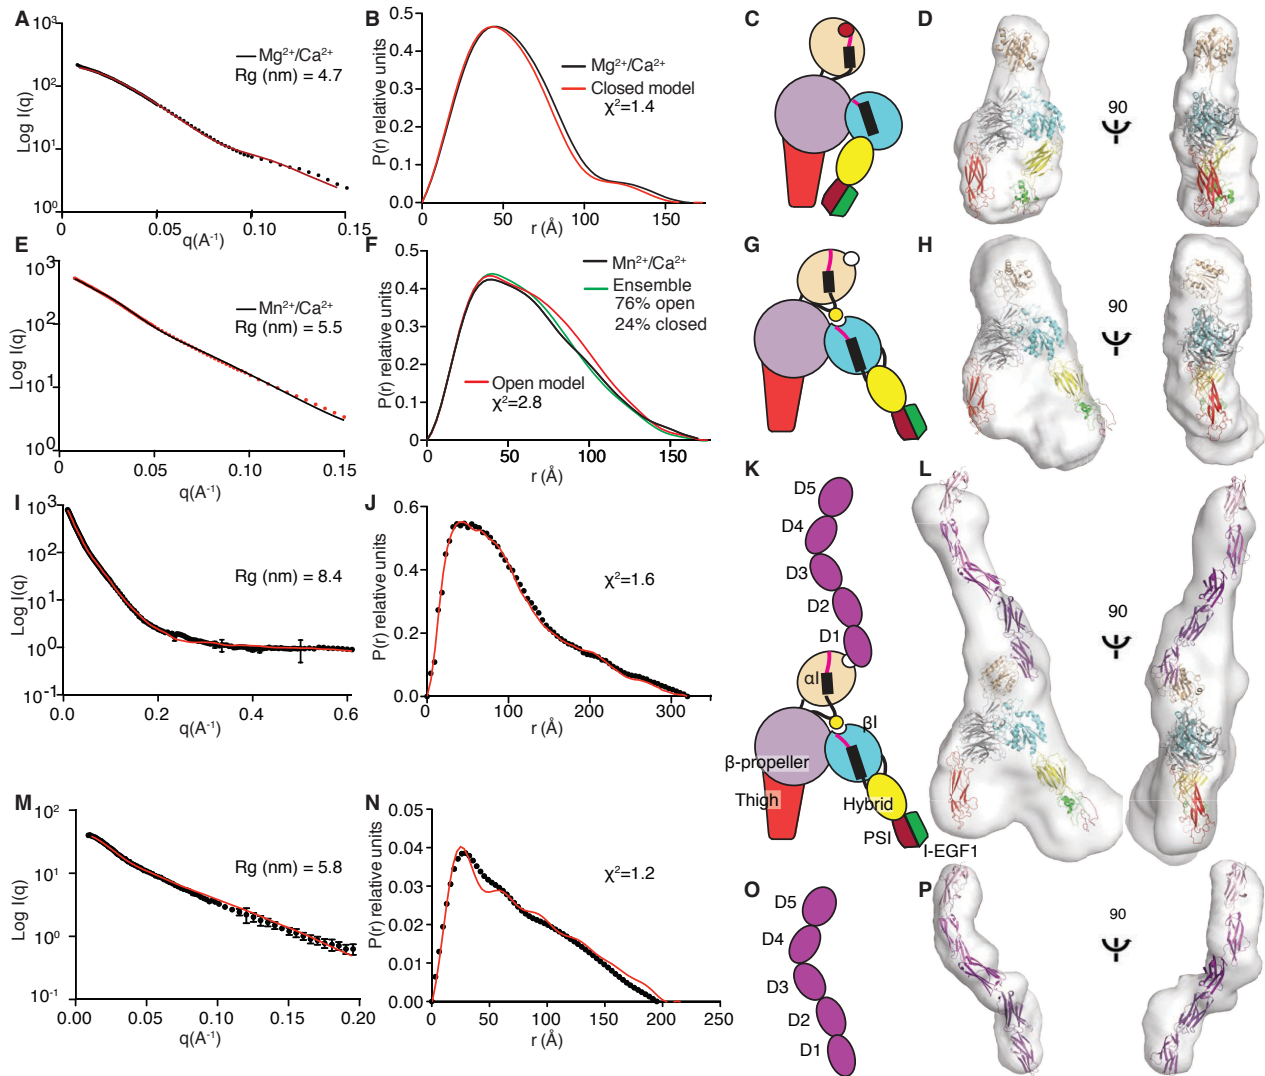 A
10³
10²
10¹
10⁰
Log I(q)
0.05
0.10
0.15
q(A⁻¹)
Mg²⁺/Ca²⁺
Rg (nm) = 4.7
B
0.5
0.4
0.3
0.2
0.1
0.0
P(r) relative units
0
50
100
150
r (Å)
Mg²⁺/Ca²⁺
Closed model
χ²=1.4
C
D
90
E
10³
10²
10¹
10⁰
Log I(q)
0.05
0.10
0.15
q(A⁻¹)
Mn²⁺/Ca²⁺
Rg (nm) = 5.5
F
0.5
0.4
0.3
0.2
0.1
0
P(r) relative units
0
50
100
150
r (Å)
Mn²⁺/Ca²⁺
Ensemble
76% open
24% closed
Open model
χ²=2.8
G
H
90
I
10³
10²
10¹
10⁰
10⁻¹
Log I(q)
0.0
0.2
0.4
0.6
q(A⁻¹)
Rg (nm) = 8.4
J
0.6
0.4
0.2
0.0
P(r) relative units
0
100
200
300
r (Å)
χ²=1.6
K
D5
D4
D3
D2
D1
αI
βI
β-propeller
Thigh
Hybrid
PSI
I-EGF1
L
90
M
10²
10¹
10⁰
10⁻¹
Log I(q)
0.00
0.05
0.10
0.15
0.20
q(A⁻¹)
Rg (nm) = 5.8
N
0.05
0.04
0.03
0.02
0.01
0.00
P(r) relative units
0
50
100
150
200
250
r (Å)
χ²=1.2
O
D5
D4
D3
D2
D1
P
90